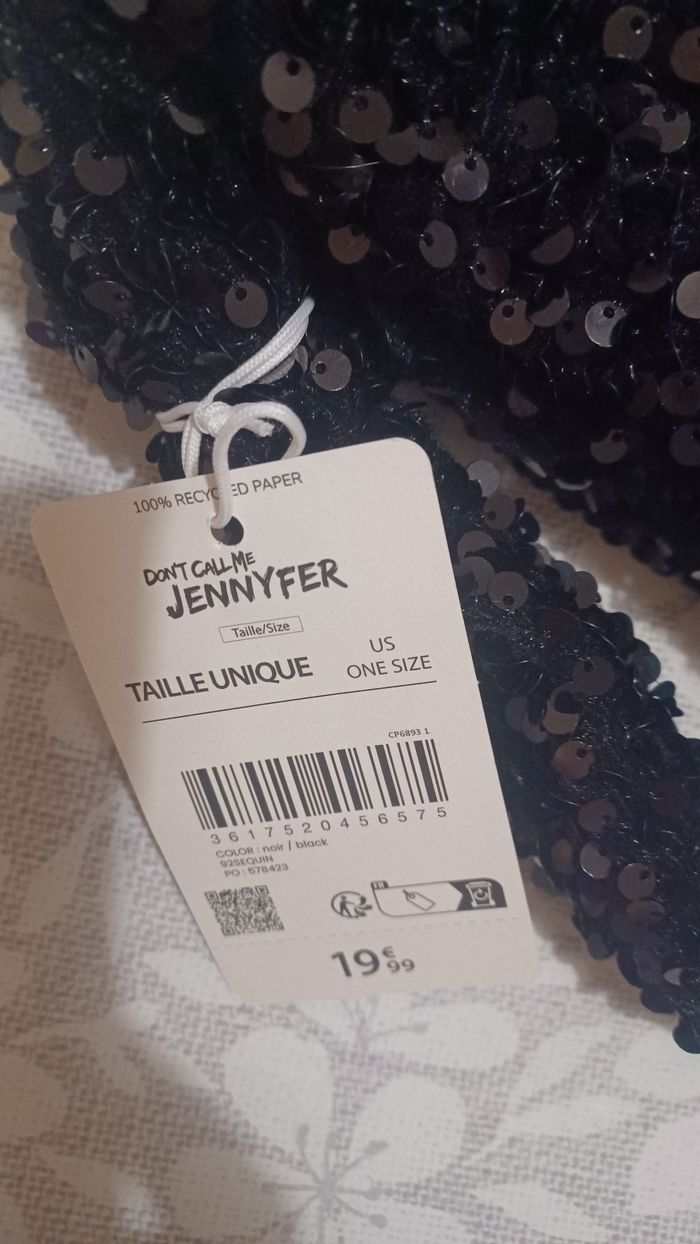 100% RECYCLED PAPER
DON'T CALL ME
JENNYFER
Taille/Size
TAILLE UNIQUE
US
ONE SIZE
CP6893 1
3617520456575
COLOR : noir / black
92SEQUIN
PO : 578423
FR
19€99